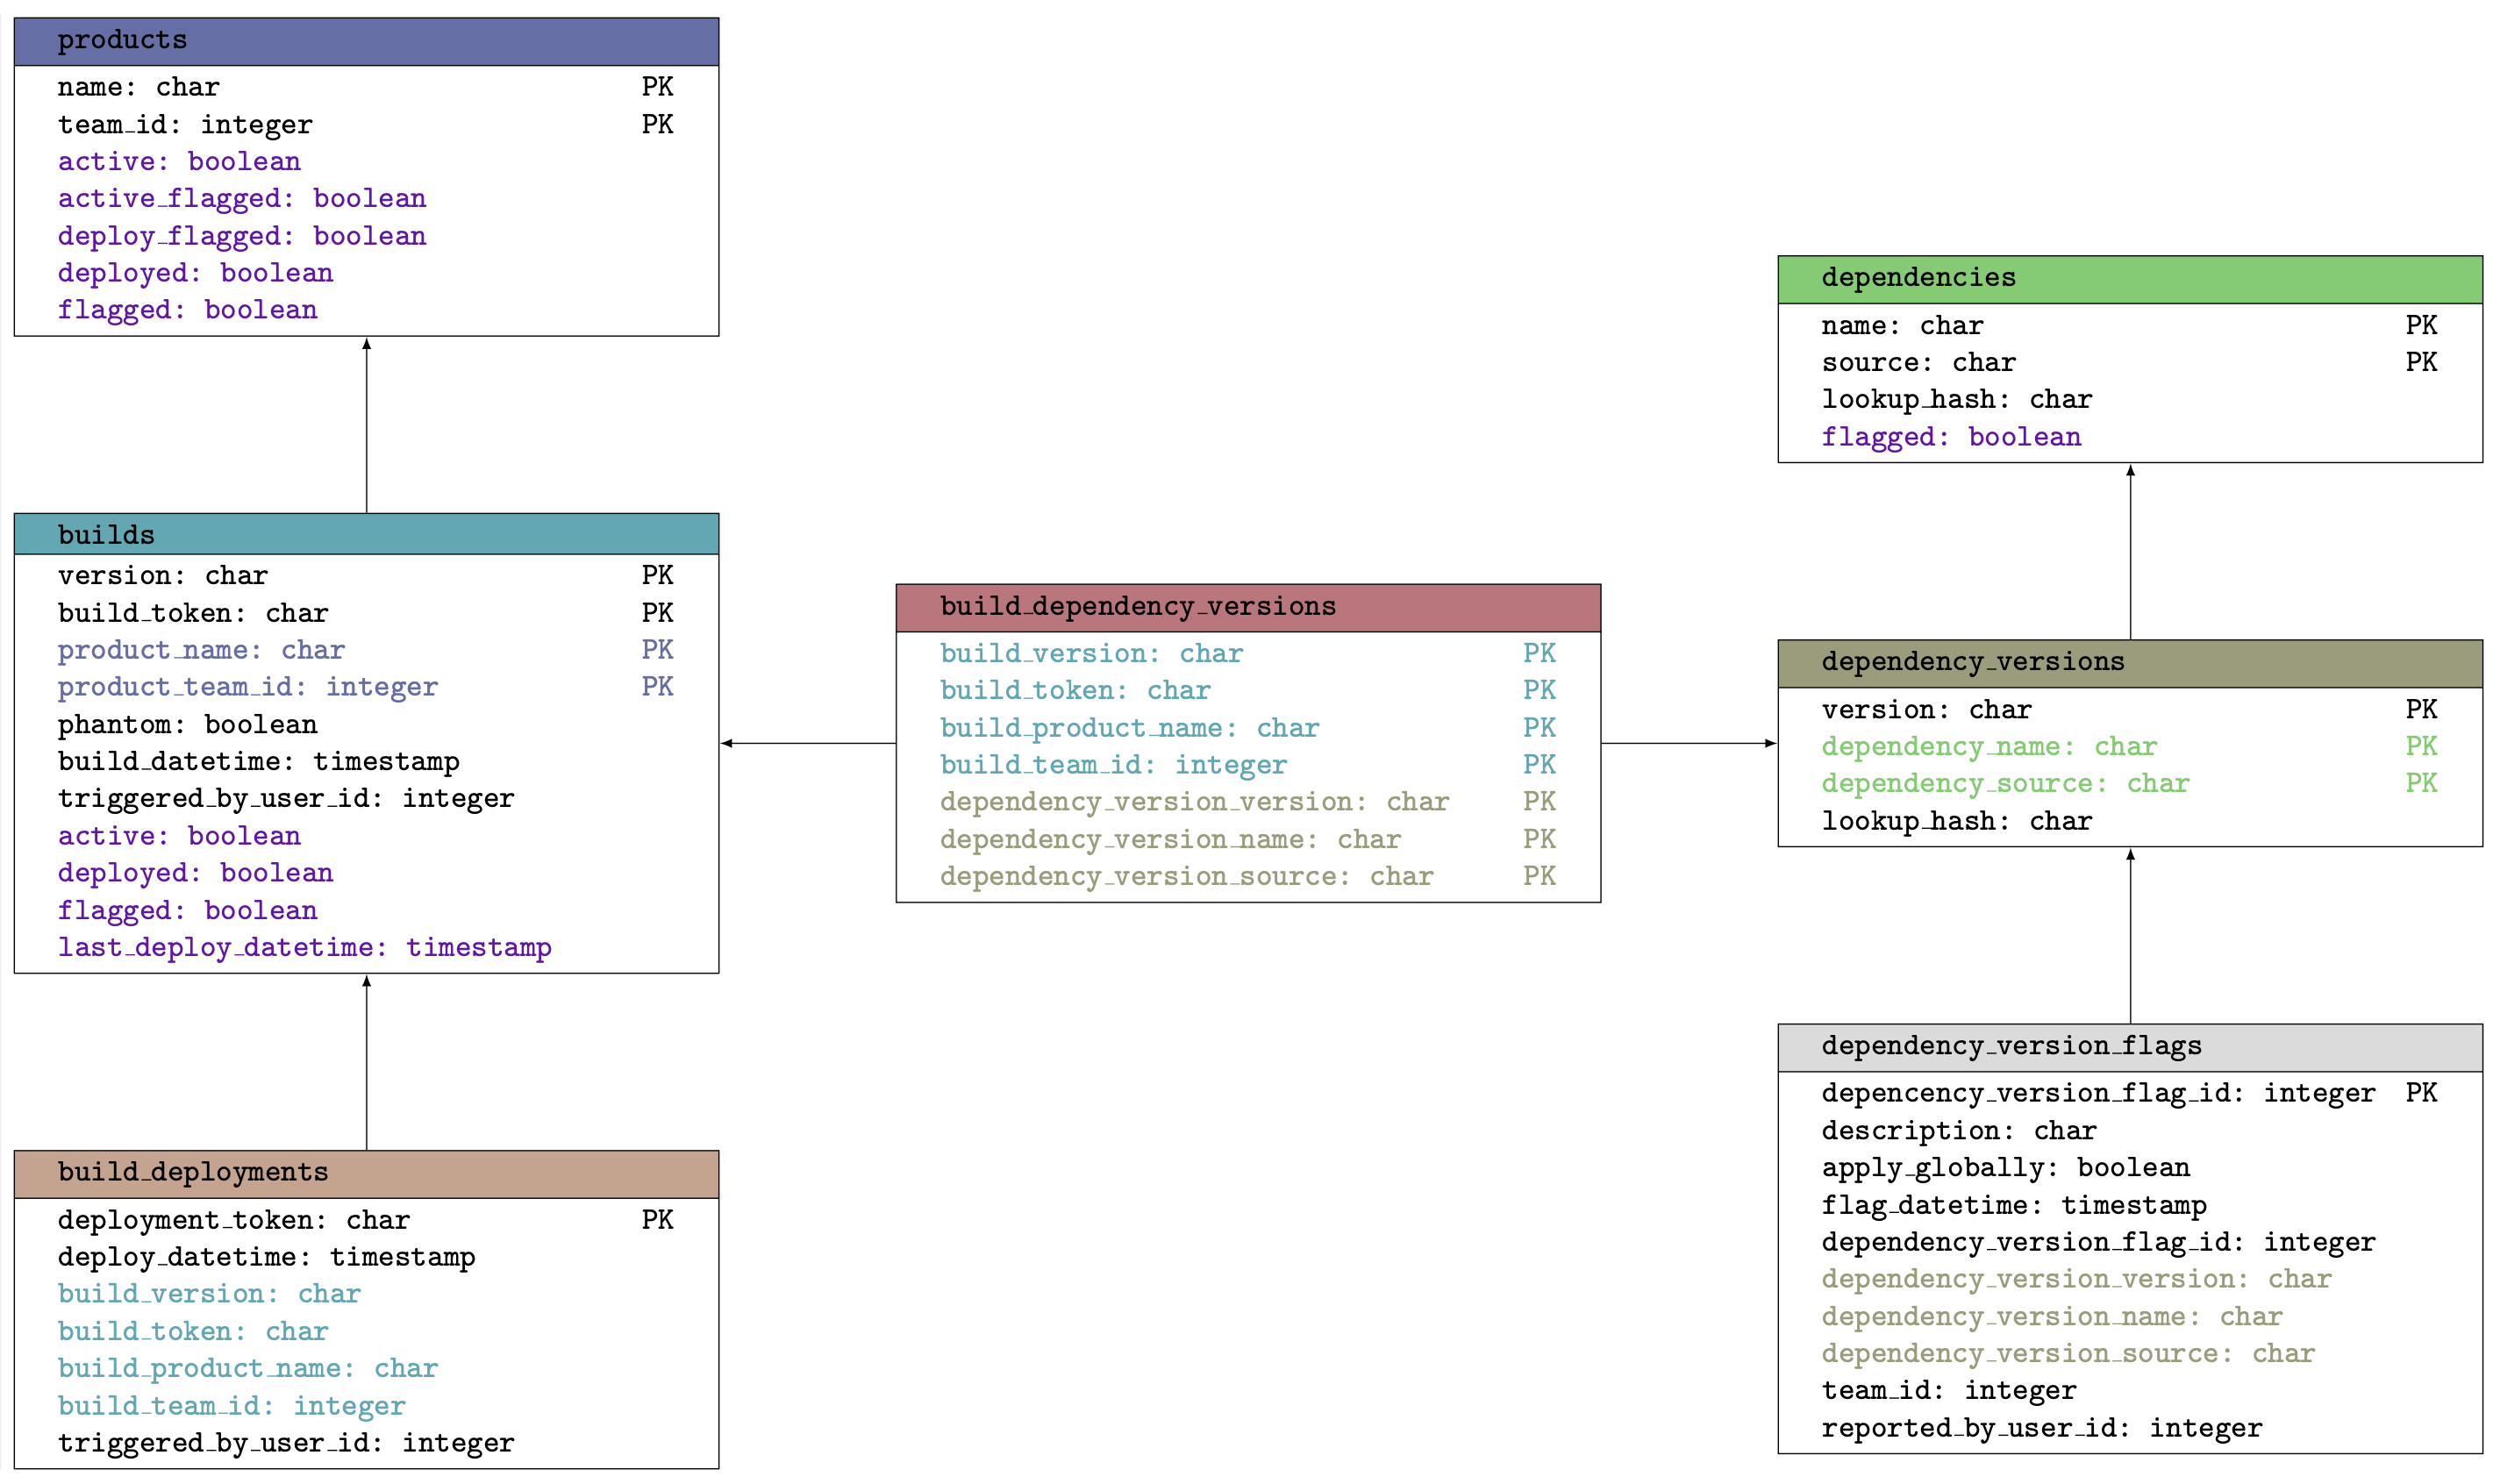 products
name: char PK
team_id: integer PK
active: boolean
active_flagged: boolean
deploy_flagged: boolean
deployed: boolean
flagged: boolean
builds
version: char PK
build_token: char PK
product_name: char PK
product_team_id: integer PK
phantom: boolean
build_datetime: timestamp
triggered_by_user_id: integer
active: boolean
deployed: boolean
flagged: boolean
last_deploy_datetime: timestamp
build_deployments
deployment_token: char PK
deploy_datetime: timestamp
build_version: char
build_token: char
build_product_name: char
build_team_id: integer
triggered_by_user_id: integer
build_dependency_versions
build_version: char PK
build_token: char PK
build_product_name: char PK
build_team_id: integer PK
dependency_version_version: char PK
dependency_version_name: char PK
dependency_version_source: char PK
dependencies
name: char PK
source: char PK
lookup_hash: char
flagged: boolean
dependency_versions
version: char PK
dependency_name: char PK
dependency_source: char PK
lookup_hash: char
dependency_version_flags
depencency_version_flag_id: integer PK
description: char
apply_globally: boolean
flag_datetime: timestamp
dependency_version_flag_id: integer
dependency_version_version: char
dependency_version_name: char
dependency_version_source: char
team_id: integer
reported_by_user_id: integer